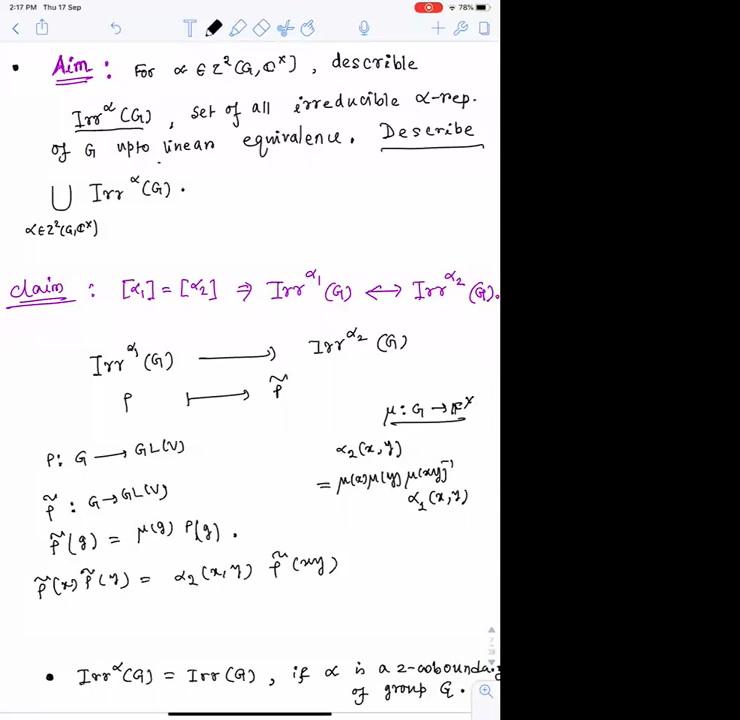 2:17 PM Thu 17 Sep
78%
• Aim : For α ∈ Z²(G, ℂˣ), describle
Irr^α(G), set of all irreducible α-rep.
of G upto linear equivalence. Describe
⋃ Irr^α(G).
α∈Z²(G,ℂˣ)
Claim : [α₁] = [α₂] ⇒ Irr^α₁(G) ↔ Irr^α₂(G).
Irr^α₁(G) ⟶ Irr^α₂(G)
ρ ⟼ ρ̃
μ : G → Fˣ
ρ : G ⟶ GL(V)
α₂(x,y)
= μ(x)μ(y) μ(xy)⁻¹
α₁(x,y)
ρ̃ : G → GL(V)
ρ̃(g) = μ(g) ρ(g).
ρ̃(x) ρ̃(y) = α₂(x,y) ρ̃(xy)
• Irr^α(G) = Irr(G), if α is a 2-coboundary
of group G.